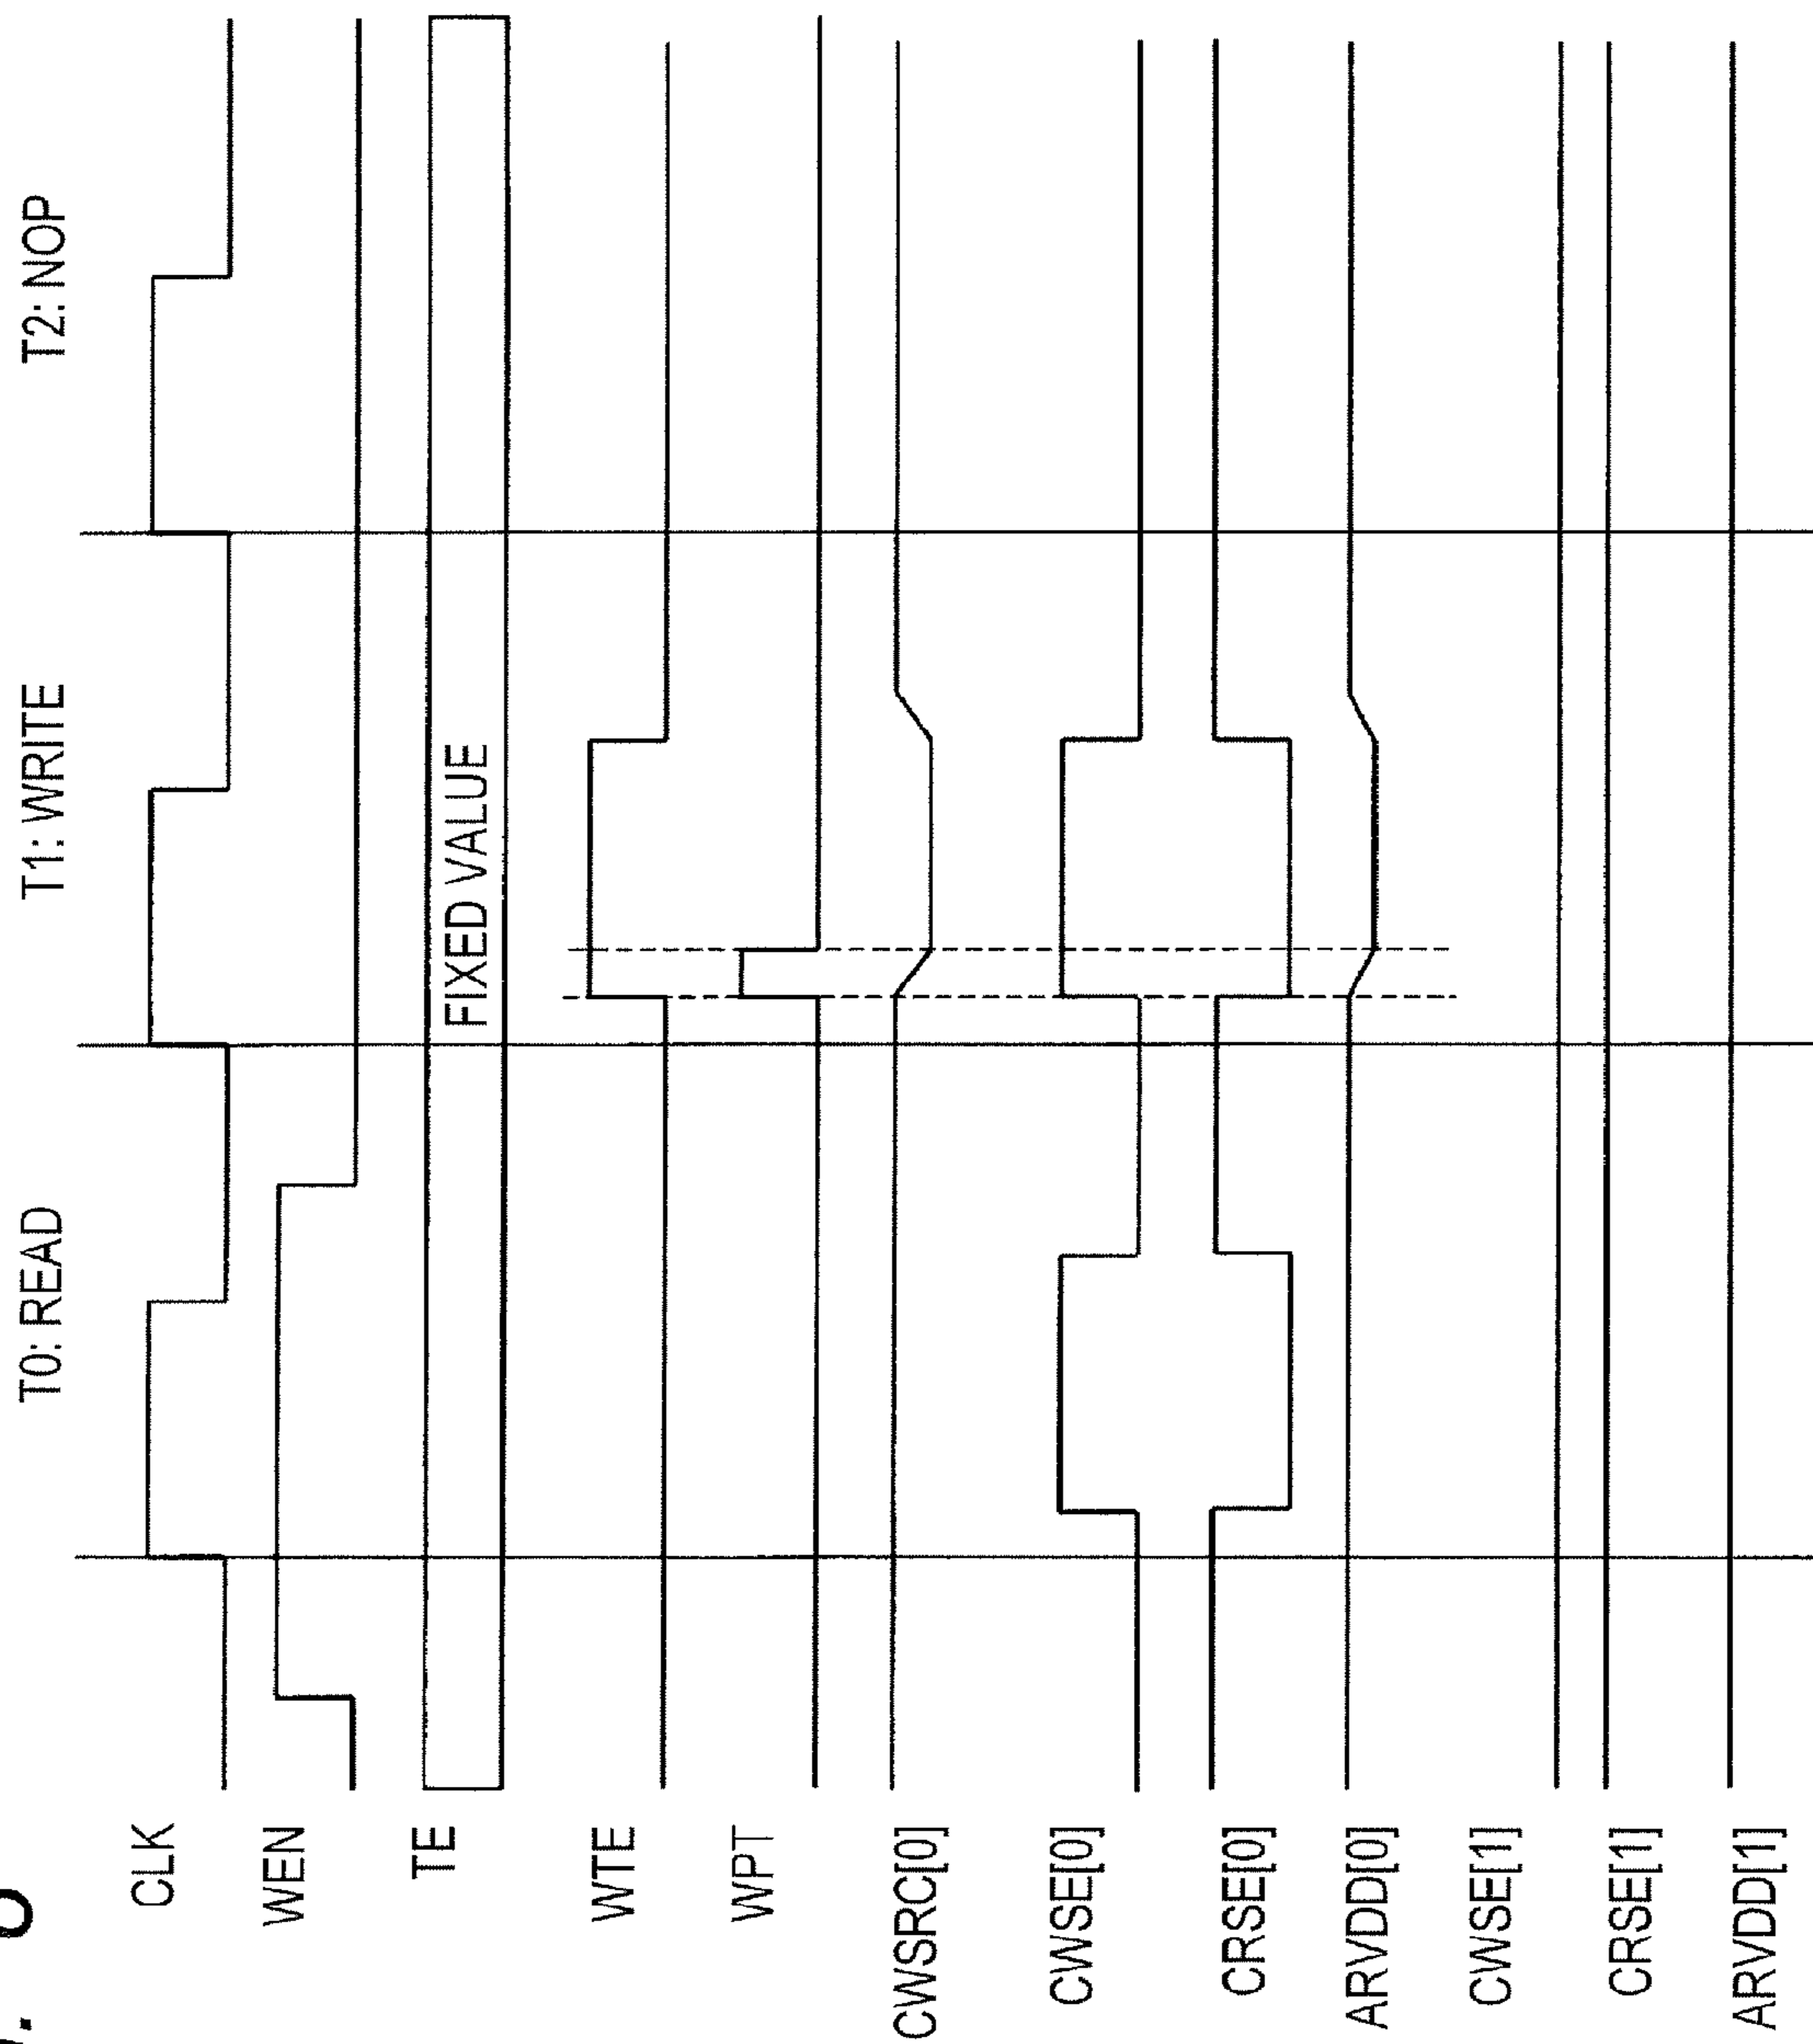 T0: READ
T1: WRITE
T2: NOP
CLK
WEN
TE
FIXED VALUE
WTE
WPT
CWSRC[0]
CWSE[0]
CRSE[0]
ARVDD[0]
CWSE[1]
CRSE[1]
ARVDD[1]